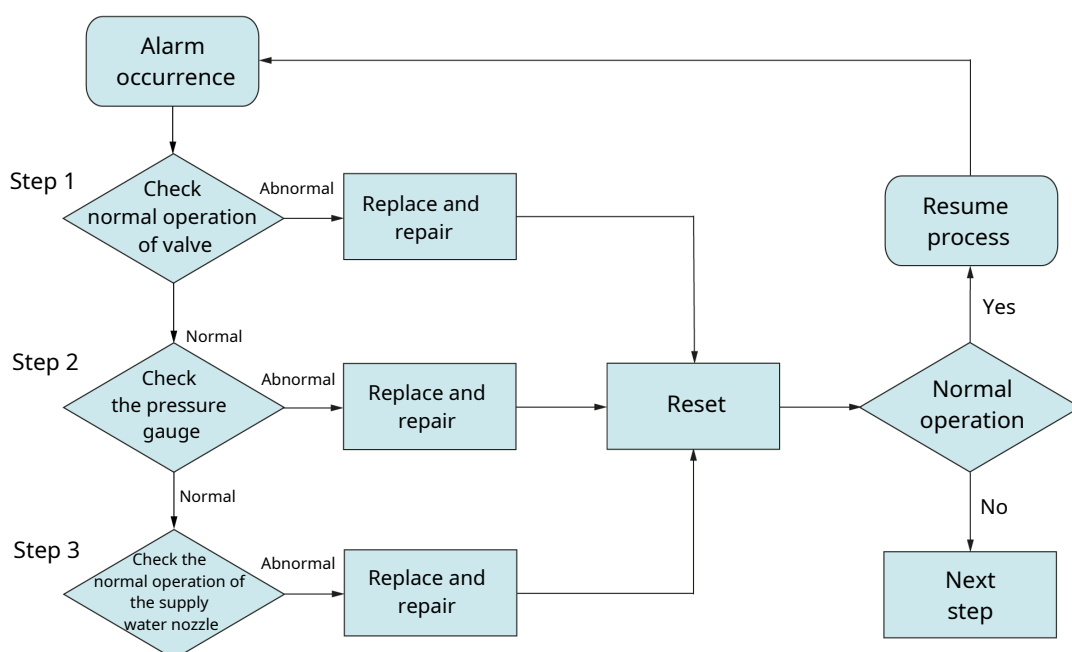 Alarm
occurrence
Step 1
Check
normal operation
of valve
Abnormal
Replace and
repair
Resume
process
Normal
Yes
Step 2
Check
the pressure
gauge
Abnormal
Replace and
repair
Reset
Normal
operation
Normal
No
Step 3
Check the
normal operation of
the supply
water nozzle
Abnormal
Replace and
repair
Next
step